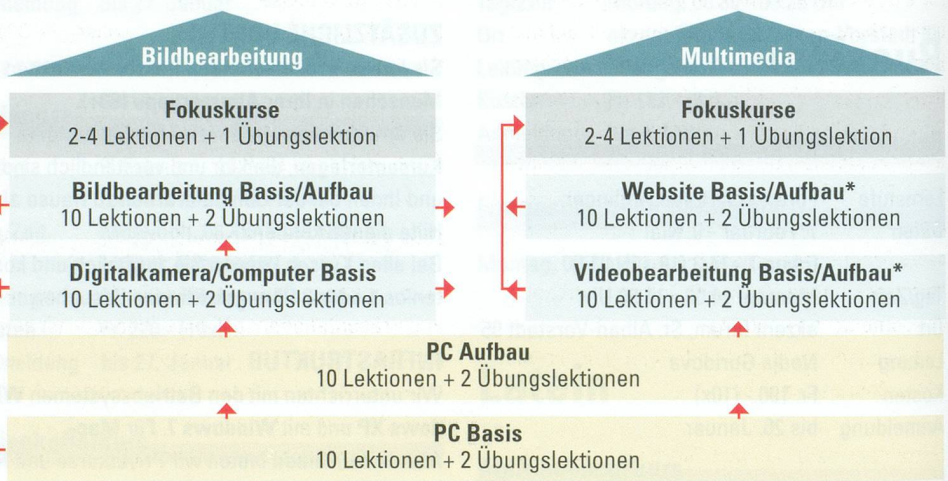 Bildbearbeitung
Fokuskurse
2-4 Lektionen + 1 Übungslektion
Bildbearbeitung Basis/Aufbau
10 Lektionen + 2 Übungslektionen
Digitalkamera/Computer Basis
10 Lektionen + 2 Übungslektionen
Multimedia
Fokuskurse
2-4 Lektionen + 1 Übungslektion
Website Basis/Aufbau*
10 Lektionen + 2 Übungslektionen
Videobearbeitung Basis/Aufbau*
10 Lektionen + 2 Übungslektionen
PC Aufbau
10 Lektionen + 2 Übungslektionen
PC Basis
10 Lektionen + 2 Übungslektionen